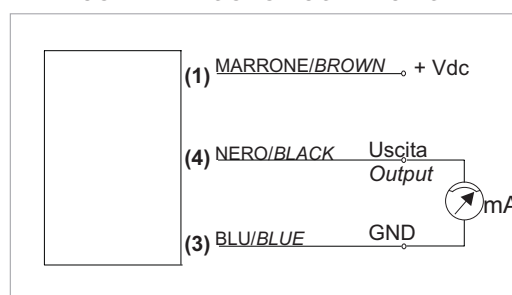 (1) MARRONE/BROWN + Vdc
(4) NERO/BLACK Uscita
Output
mA
(3) BLU/BLUE GND